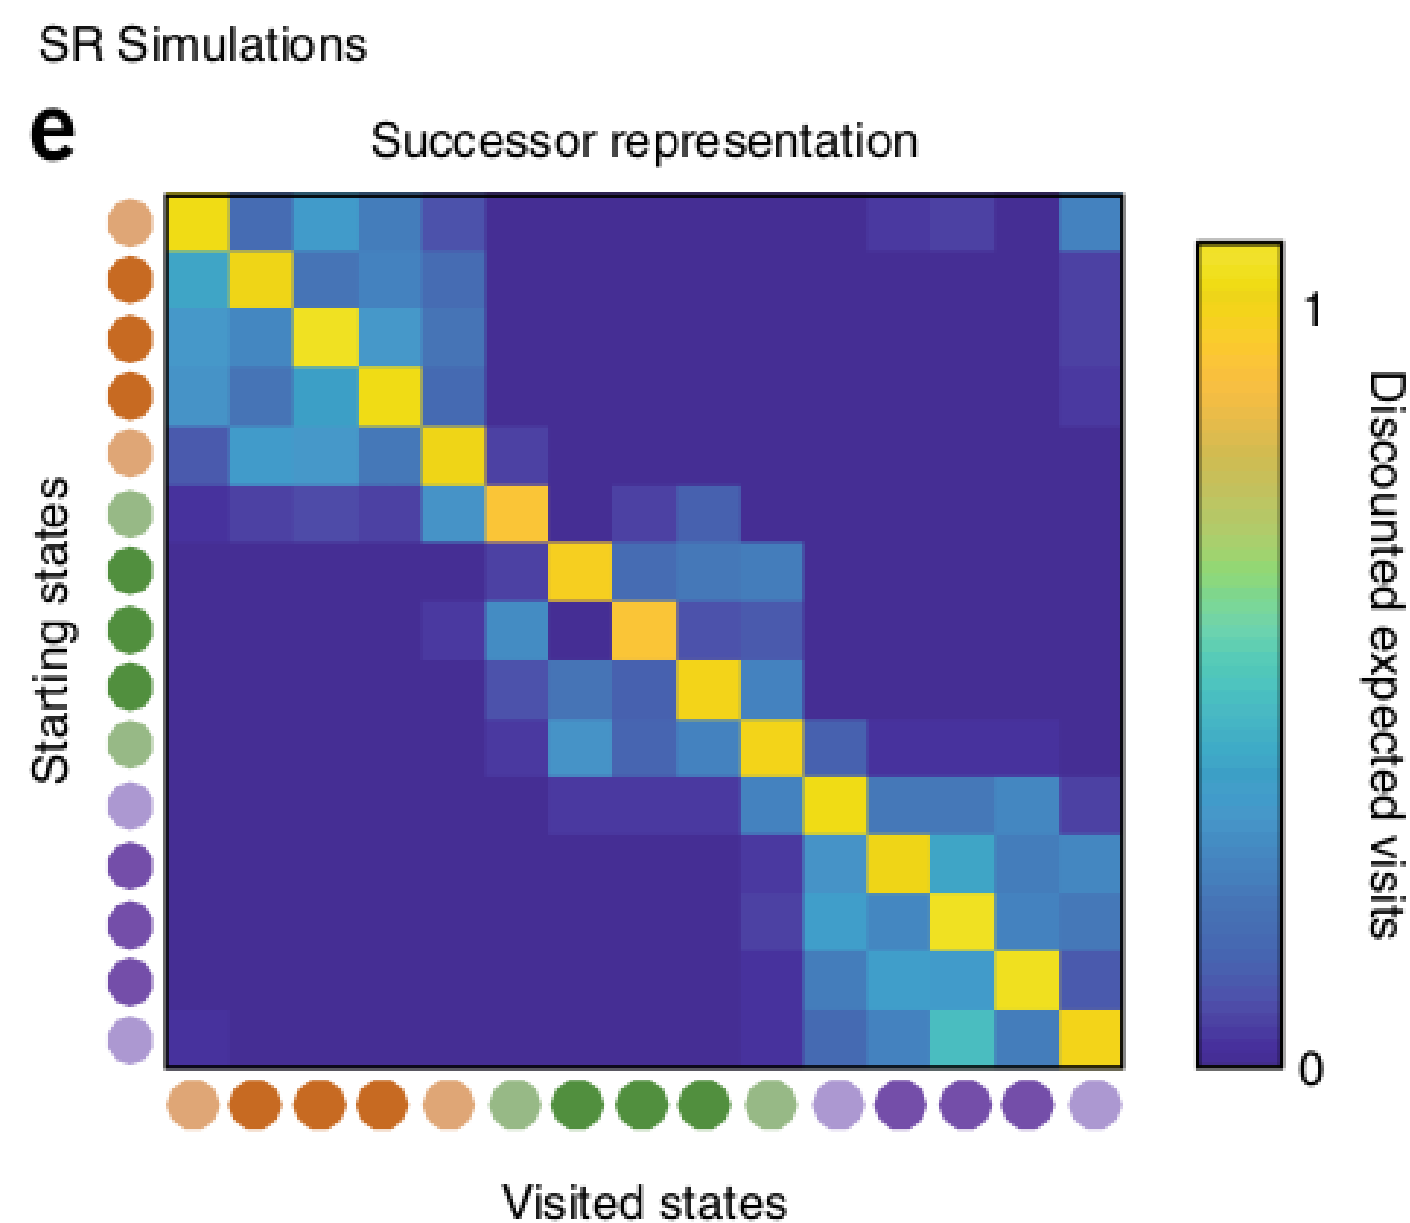 SR Simulations
e
Successor representation
Starting states
Visited states
1
0
Discounted expected visits